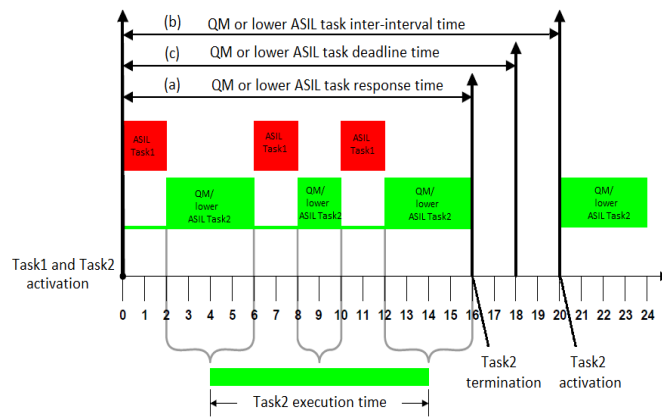 (b) QM or lower ASIL task inter-interval time
(c) QM or lower ASIL task deadline time
(a) QM or lower ASIL task response time
ASIL
Task1
ASIL
Task1
ASIL
Task1
QM/
lower
ASIL Task2
QM/
lower
ASIL Task2
QM/
lower
ASIL Task2
QM/
lower
ASIL Task2
Task1 and Task2
activation
0 1 2 3 4 5 6 7 8 9 10 11 12 13 14 15 16 17 18 19 20 21 22 23 24
Task2
termination
Task2
activation
Task2 execution time